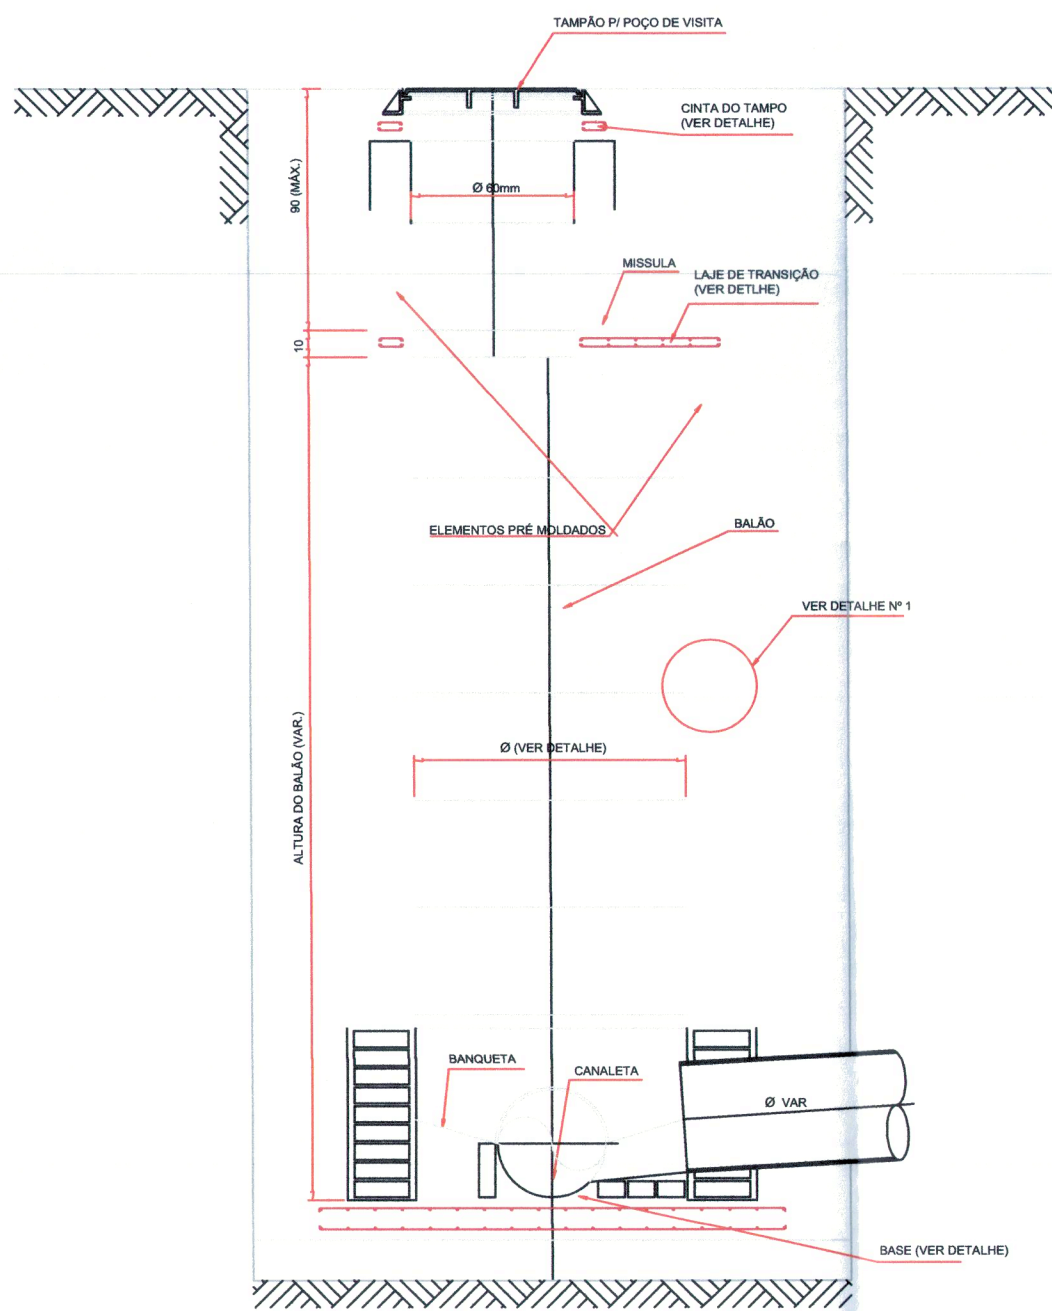 TAMPÃO P/ POÇO DE VISITA
CINTA DO TAMPO
(VER DETALHE)
90 (MÁX.)
Ø 60mm
MISSULA
LAJE DE TRANSIÇÃO
(VER DETLHE)
10
ELEMENTOS PRÉ MOLDADOS
BALÃO
VER DETALHE Nº 1
ALTURA DO BALÃO (VAR.)
Ø (VER DETALHE)
BANQUETA
CANALETA
Ø VAR
BASE (VER DETALHE)